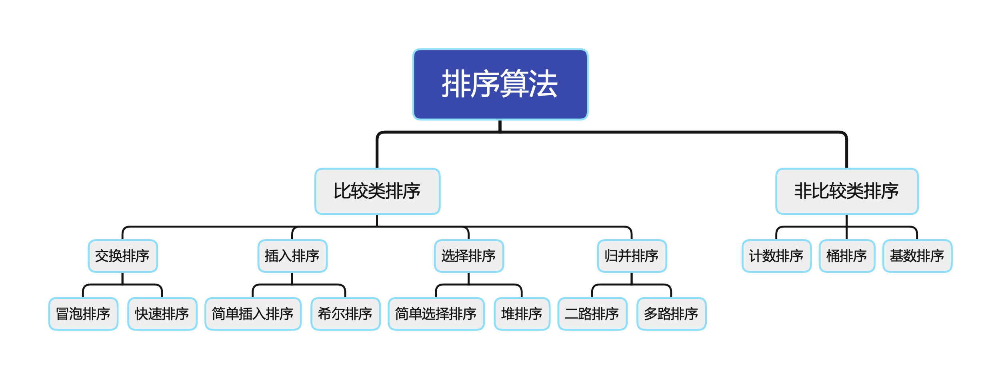 排序算法
比较类排序
非比较类排序
交换排序
插入排序
选择排序
归并排序
计数排序
桶排序
基数排序
冒泡排序
快速排序
简单插入排序
希尔排序
简单选择排序
堆排序
二路排序
多路排序